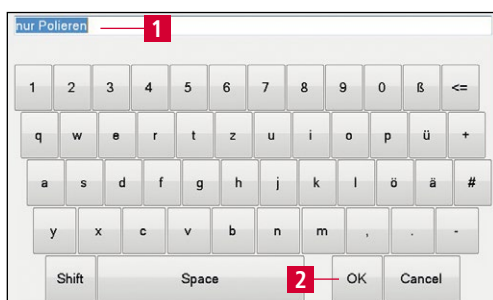 nur Polieren 1
1 2 3 4 5 6 7 8 9 0 ß <=
q w e r t z u i o p ü +
a s d f g h j k l ö ä #
y x c v b n m , . -
Shift Space 2 OK Cancel